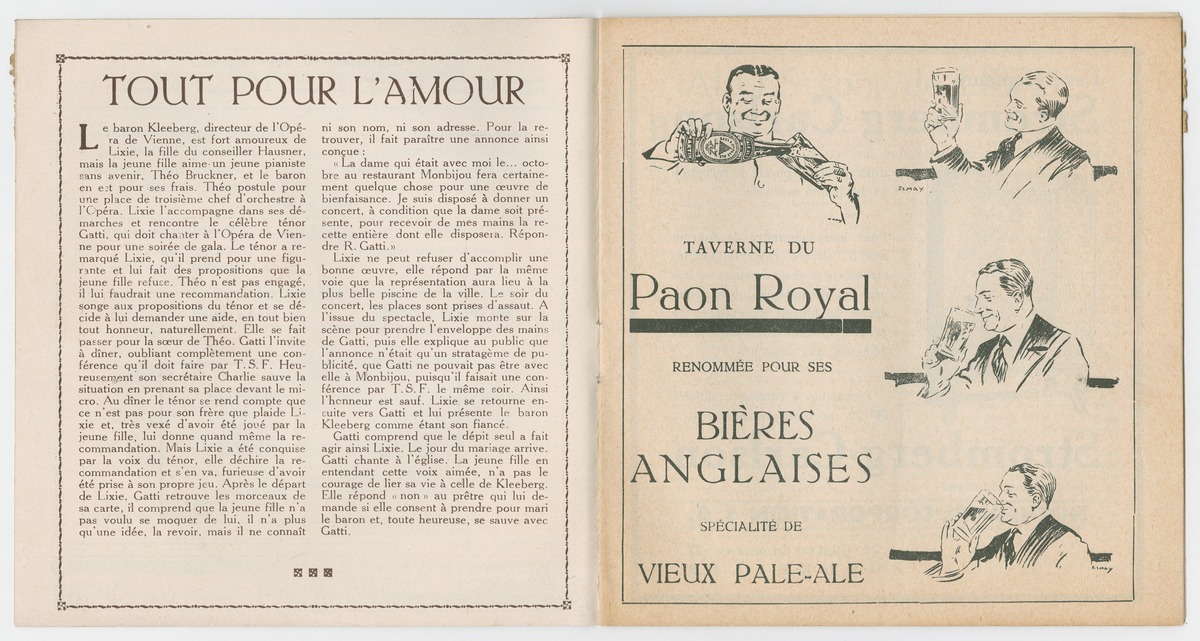 TOUT POUR L'AMOUR
Le baron Kleeberg, directeur de l'Opé-
ra de Vienne, est fort amoureux de
Lixie, la fille du conseiller Hausner,
mais la jeune fille aime un jeune pianiste
sans avenir, Théo Bruckner, et le baron
en est pour ses frais. Théo postule pour
une place de troisième chef d'orchestre à
l'Opéra. Lixie l'accompagne dans ses dé-
marches et rencontre le célèbre ténor
Gatti, qui doit chanter à l'Opéra de Vien-
ne pour une soirée de gala. Le ténor a re-
marqué Lixie, qu'il prend pour une figu-
rante et lui fait des propositions que la
jeune fille refuse. Théo n'est pas engagé,
il lui faudrait une recommandation. Lixie
songe aux propositions du ténor et se dé-
cide à lui demander une aide, en tout bien
tout honneur, naturellement. Elle se fait
passer pour la sœur de Théo. Gatti l'invite
à dîner, oubliant complètement une con-
férence qu'il doit faire par T. S. F. Heu-
reusement son secrétaire Charlie sauve la
situation en prenant sa place devant le mi-
cro. Au dîner le ténor se rend compte que
ce n'est pas pour son frère que plaide Li-
xie et, très vexé d'avoir été joué par la
jeune fille, lui donne quand même la re-
commandation. Mais Lixie a été conquise
par la voix du ténor, elle déchire la re-
commandation et s'en va, furieuse d'avoir
été prise à son propre jeu. Après le départ
de Lixie, Gatti retrouve les morceaux de
sa carte, il comprend que la jeune fille n'a
pas voulu se moquer de lui, il n'a plus
qu'une idée, la revoir, mais il ne connaît
ni son nom, ni son adresse. Pour la re-
trouver, il fait paraître une annonce ainsi
conçue :
« La dame qui était avec moi le... octo-
bre au restaurant Monbijou fera certaine-
ment quelque chose pour une œuvre de
bienfaisance. Je suis disposé à donner un
concert, à condition que la dame soit pré-
sente, pour recevoir de mes mains la re-
cette entière dont elle disposera. Répon-
dre R. Gatti.»
Lixie ne peut refuser d'accomplir une
bonne œuvre, elle répond par la même
voie que la représentation aura lieu à la
plus belle piscine de la ville. Le soir du
concert, les places sont prises d'assaut. A
l'issue du spectacle, Lixie monte sur la
scène pour prendre l'enveloppe des mains
de Gatti, puis elle explique au public que
l'annonce n'était qu'un stratagème de pu-
blicité, que Gatti ne pouvait pas être avec
elle à Monbijou, puisqu'il faisait une con-
férence par T. S. F. le même soir. Ainsi
l'honneur est sauf. Lixie se retourne en-
suite vers Gatti et lui présente le baron
Kleeberg comme étant son fiancé.
Gatti comprend que le dépit seul a fait
agir ainsi Lixie. Le jour du mariage arrive.
Gatti chante à l'église. La jeune fille en
entendant cette voix aimée, n'a pas le
courage de lier sa vie à celle de Kleeberg.
Elle répond « non » au prêtre qui lui de-
mande si elle consent à prendre pour mari
le baron et, toute heureuse, se sauve avec
Gatti.
TAVERNE DU
Paon Royal
RENOMMÉE POUR SES
BIÈRES
ANGLAISES
SPÉCIALITÉ DE
VIEUX PALE-ALE